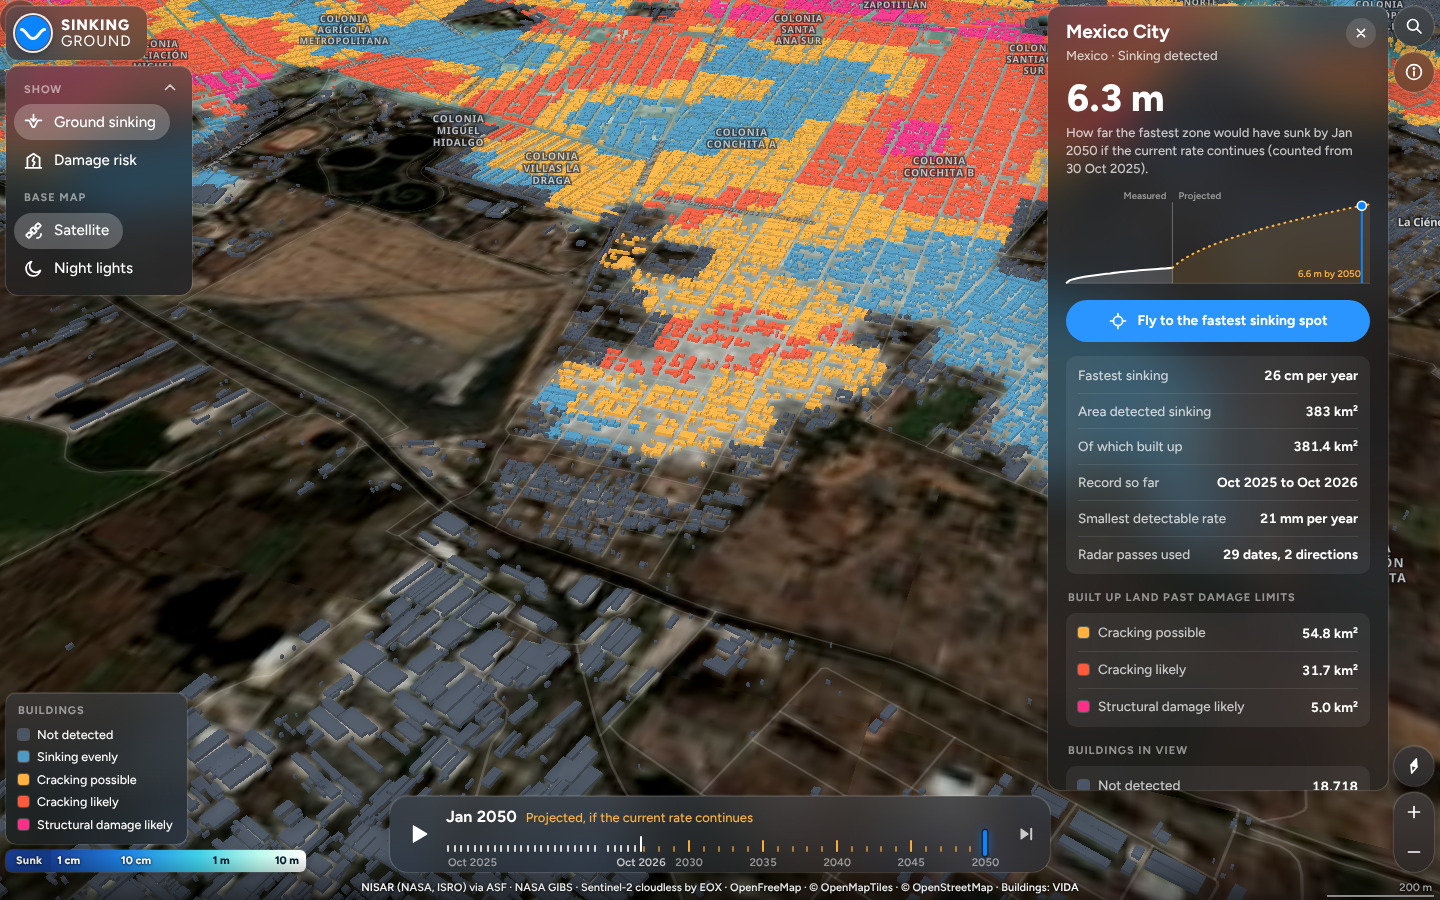 SINKING
GROUND
SHOW
Ground sinking
Damage risk
BASE MAP
Satellite
Night lights
COLONIA
AGRÍCOLA
METROPOLITANA
COLONIA
SANTA
ANA SUR
ZAPOTITLÁN
COLONIA
MIGUEL
HIDALGO
COLONIA
VILLAS LA
DRAGA
COLONIA
CONCHITA A
COLONIA
CONCHITA B
Mexico City
Mexico · Sinking detected
6.3 m
How far the fastest zone would have sunk by Jan
2050 if the current rate continues (counted from
30 Oct 2025).
Measured
Projected
6.6 m by 2050
Fly to the fastest sinking spot
Fastest sinking 26 cm per year
Area detected sinking 383 km²
Of which built up 381.4 km²
Record so far Oct 2025 to Oct 2026
Smallest detectable rate 21 mm per year
Radar passes used 29 dates, 2 directions
BUILT UP LAND PAST DAMAGE LIMITS
Cracking possible 54.8 km²
Cracking likely 31.7 km²
Structural damage likely 5.0 km²
BUILDINGS IN VIEW
Not detected 18,718
BUILDINGS
Not detected
Sinking evenly
Cracking possible
Cracking likely
Structural damage likely
Sunk 1 cm 10 cm 1 m 10 m
Jan 2050 Projected, if the current rate continues
Oct 2025 Oct 2026 2030 2035 2040 2045 2050
NISAR (NASA, ISRO) via ASF · NASA GIBS · Sentinel-2 cloudless by EOX · OpenFreeMap · © OpenMapTiles · © OpenStreetMap · Buildings: VIDA
200 m